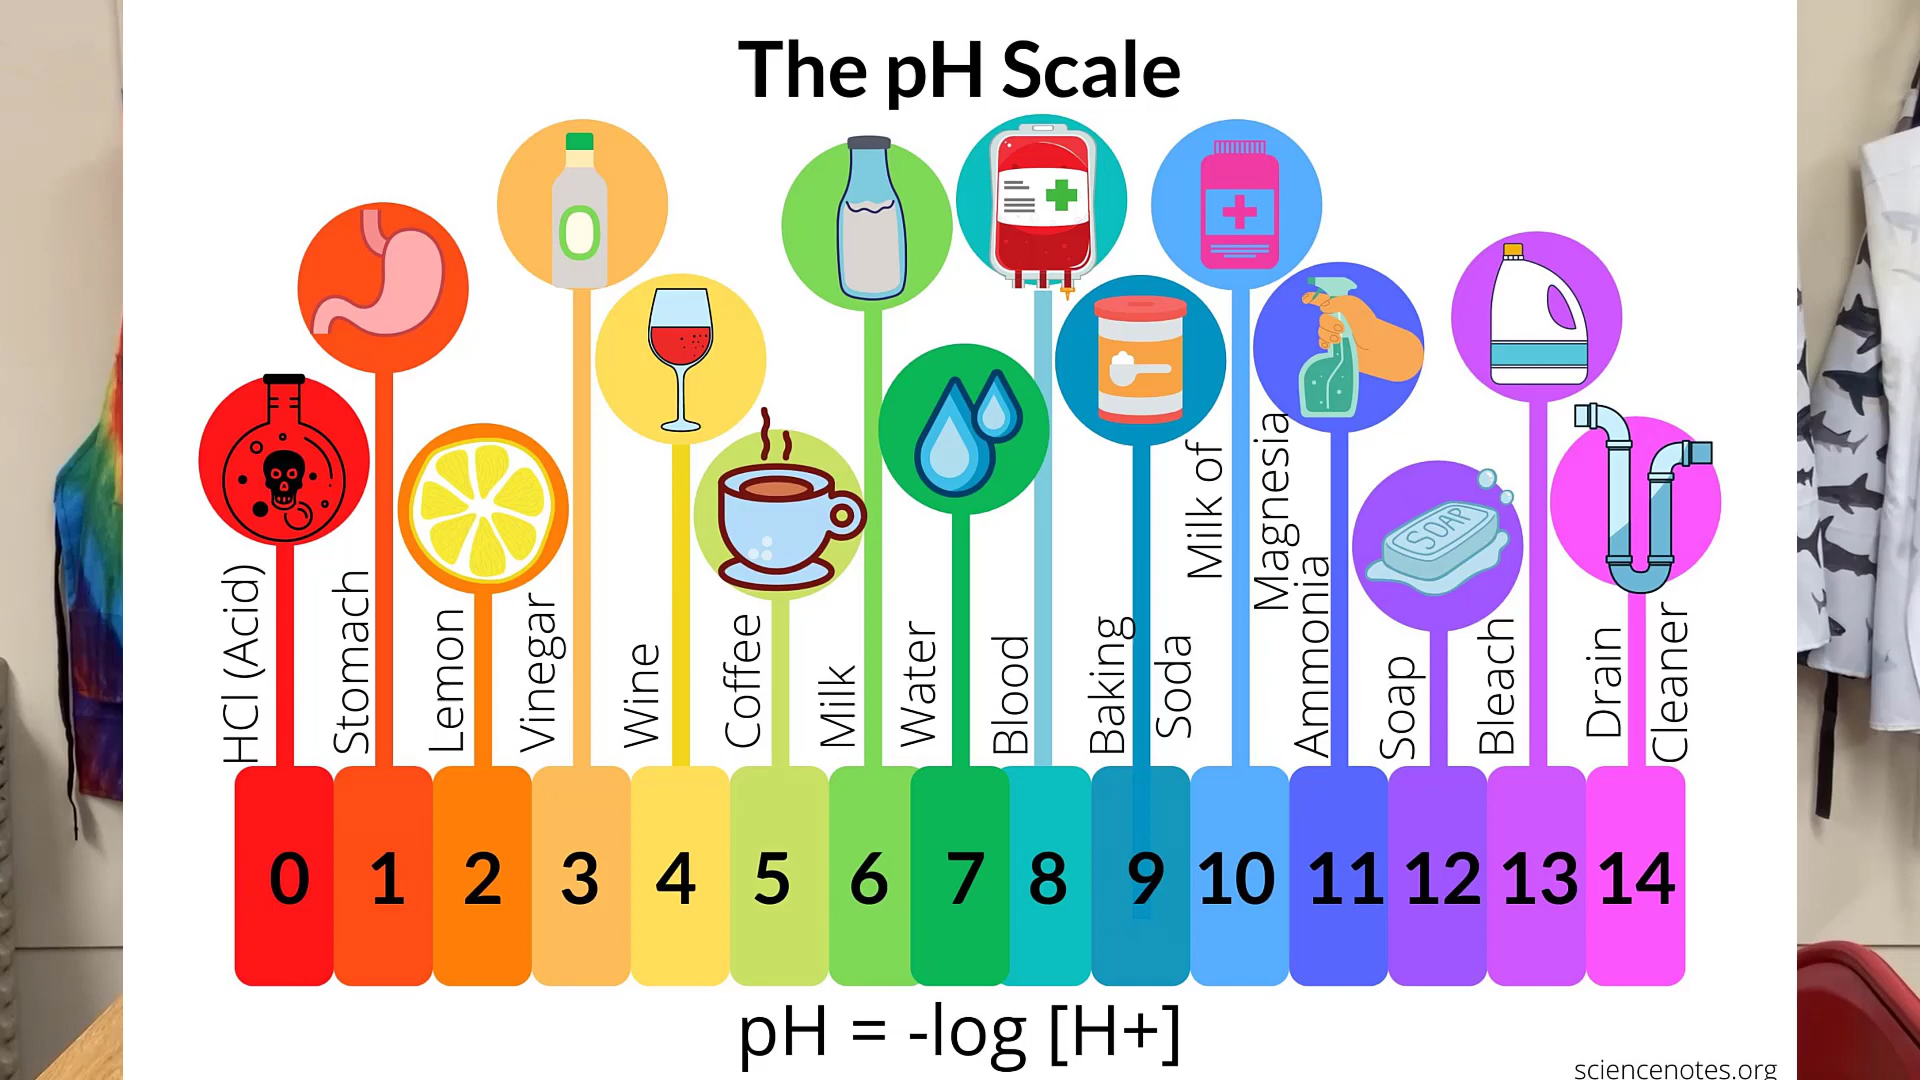 The pH Scale
HCl (Acid)
Stomach
Lemon
Vinegar
Wine
Coffee
Milk
Water
Blood
Baking
Soda
Milk of
Magnesia
Ammonia
Soap
SOAP
Bleach
Drain
Cleaner
0 1 2 3 4 5 6 7 8 9 10 11 12 13 14
pH = -log [H+]
sciencenotes.org